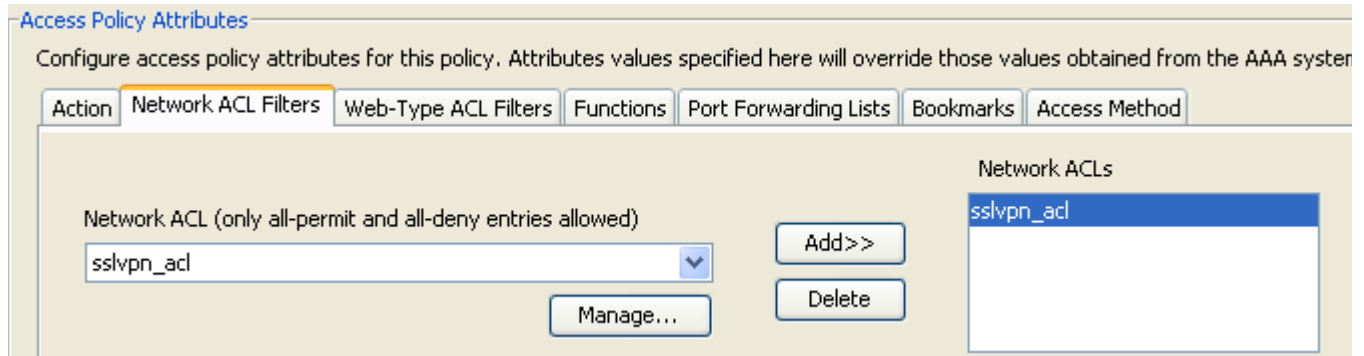 Access Policy Attributes
Configure access policy attributes for this policy. Attributes values specified here will override those values obtained from the AAA system
Action Network ACL Filters Web-Type ACL Filters Functions Port Forwarding Lists Bookmarks Access Method
Network ACLs
Network ACL (only all-permit and all-deny entries allowed)
sslvpn_acl
sslvpn_acl
Add>>
Delete
Manage...